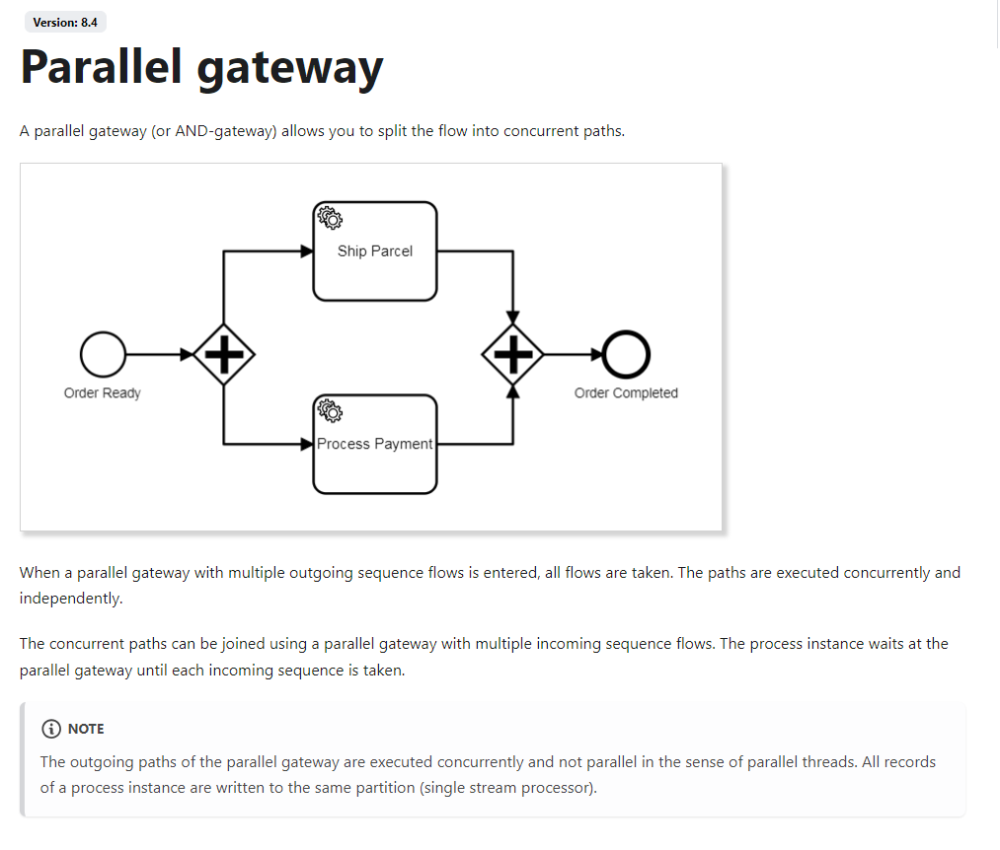 Version: 8.4
Parallel gateway
A parallel gateway (or AND-gateway) allows you to split the flow into concurrent paths.
Ship Parcel
Order Ready
Order Completed
Process Payment
When a parallel gateway with multiple outgoing sequence flows is entered, all flows are taken. The paths are executed concurrently and
independently.
The concurrent paths can be joined using a parallel gateway with multiple incoming sequence flows. The process instance waits at the
parallel gateway until each incoming sequence is taken.
NOTE
The outgoing paths of the parallel gateway are executed concurrently and not parallel in the sense of parallel threads. All records
of a process instance are written to the same partition (single stream processor).